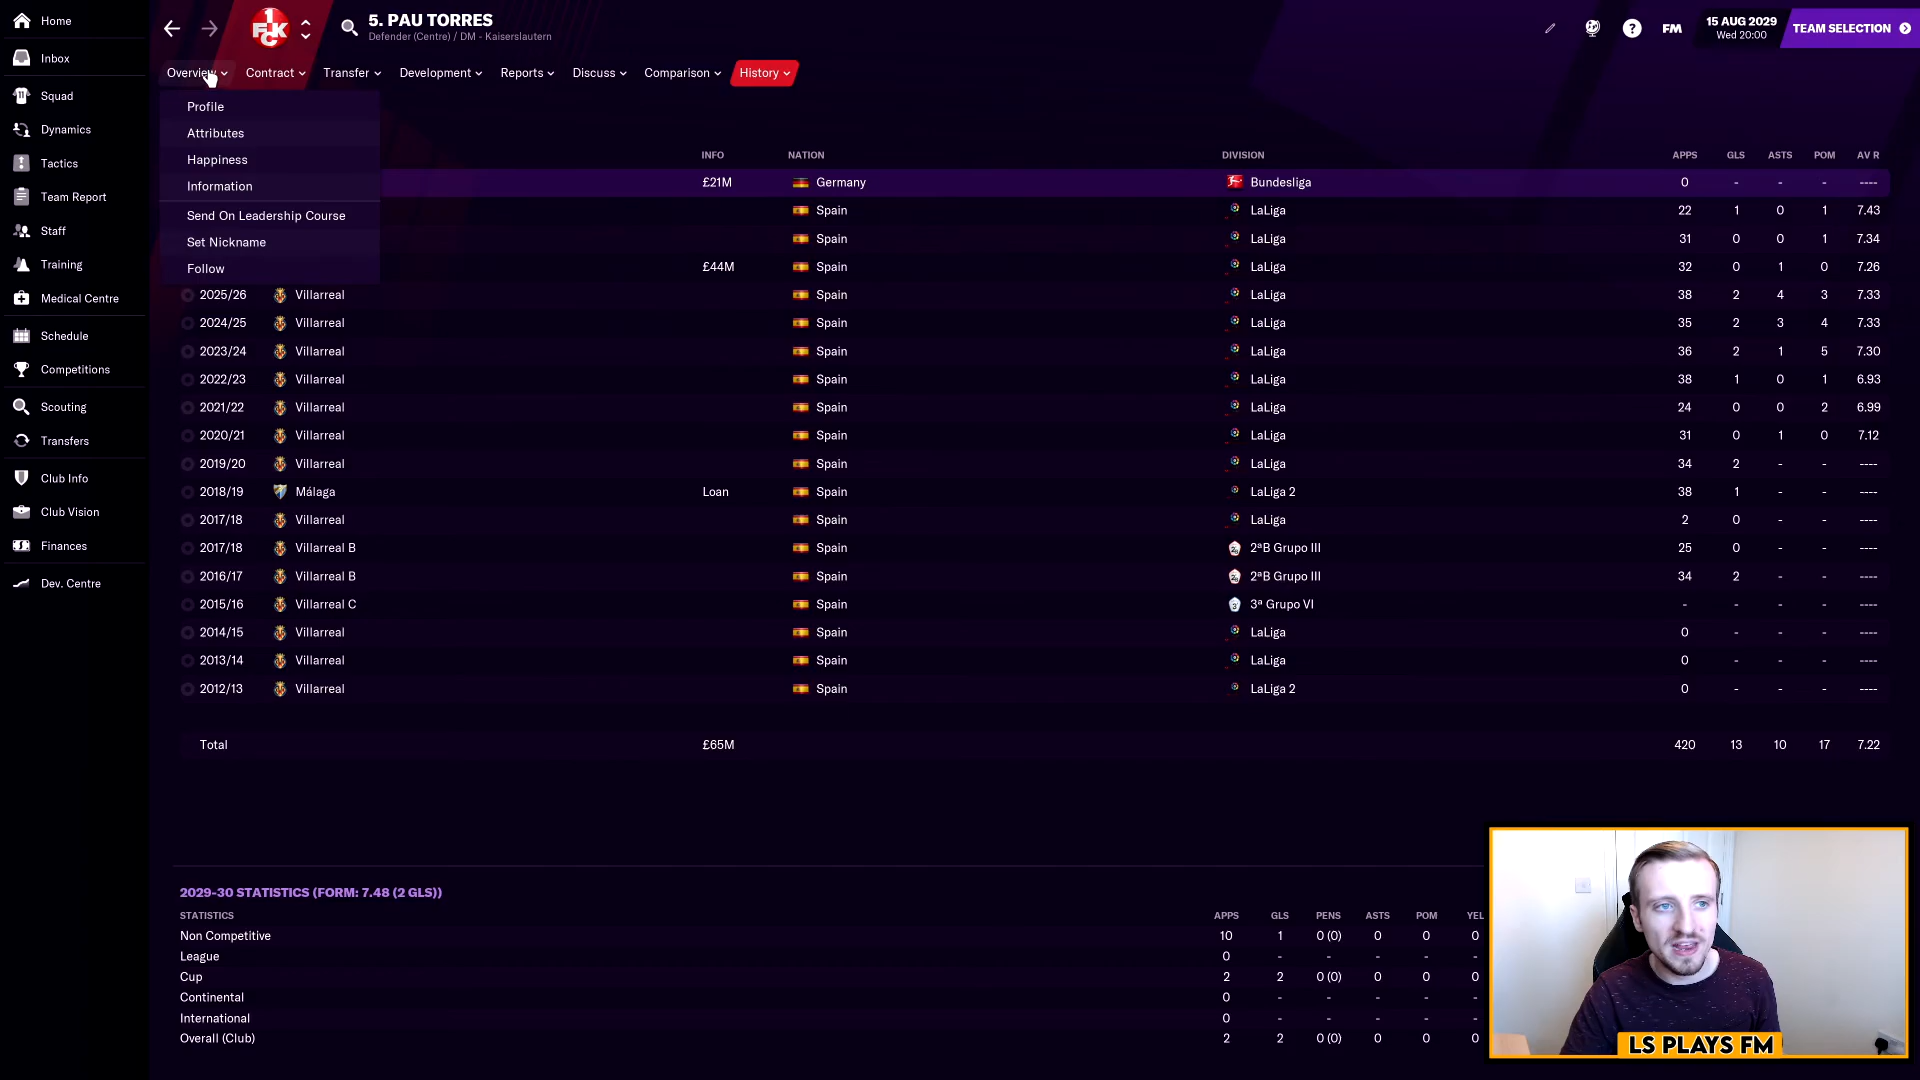 Home
Inbox
Squad
Dynamics
Tactics
Team Report
Staff
Training
Medical Centre
Schedule
Competitions
Scouting
Transfers
Club Info
Club Vision
Finances
Dev. Centre
5. PAU TORRES
Defender (Centre) / DM - Kaiserslautern
FM
15 AUG 2029
Wed 20:00
TEAM SELECTION
Overview Contract Transfer Development Reports Discuss Comparison History
Profile
Attributes
Happiness
Information
Send On Leadership Course
Set Nickname
Follow
INFO NATION DIVISION APPS GLS ASTS POM AV R
£21M Germany Bundesliga 0 - - - ----
Spain LaLiga 22 1 0 1 7.43
Spain LaLiga 31 0 0 1 7.34
£44M Spain LaLiga 32 0 1 0 7.26
2025/26 Villarreal Spain LaLiga 38 2 4 3 7.33
2024/25 Villarreal Spain LaLiga 35 2 3 4 7.33
2023/24 Villarreal Spain LaLiga 36 2 1 5 7.30
2022/23 Villarreal Spain LaLiga 38 1 0 1 6.93
2021/22 Villarreal Spain LaLiga 24 0 0 2 6.99
2020/21 Villarreal Spain LaLiga 31 0 1 0 7.12
2019/20 Villarreal Spain LaLiga 34 2 - - ----
2018/19 Málaga Loan Spain LaLiga 2 38 1 - - ----
2017/18 Villarreal Spain LaLiga 2 0 - - ----
2017/18 Villarreal B Spain 2ªB Grupo III 25 0 - - ----
2016/17 Villarreal B Spain 2ªB Grupo III 34 2 - - ----
2015/16 Villarreal C Spain 3ª Grupo VI - - - - ----
2014/15 Villarreal Spain LaLiga 0 - - - ----
2013/14 Villarreal Spain LaLiga 0 - - - ----
2012/13 Villarreal Spain LaLiga 2 0 - - - ----
Total £65M 420 13 10 17 7.22
2029-30 STATISTICS (FORM: 7.48 (2 GLS))
STATISTICS APPS GLS PENS ASTS POM YEL
Non Competitive 10 1 0 (0) 0 0 0
League 0 - - - - -
Cup 2 2 0 (0) 0 0 0
Continental 0 - - - - -
International 0 - - - - -
Overall (Club) 2 2 0 (0) 0 0 0
LS PLAYS FM